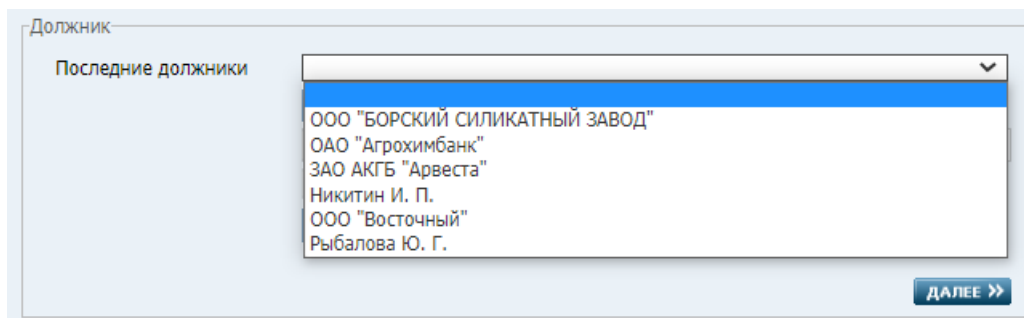 Должник
Последние должники
ООО "БОРСКИЙ СИЛИКАТНЫЙ ЗАВОД"
ОАО "Агрохимбанк"
ЗАО АКГБ "Арвеста"
Никитин И. П.
ООО "Восточный"
Рыбалова Ю. Г.
ДАЛЕЕ »